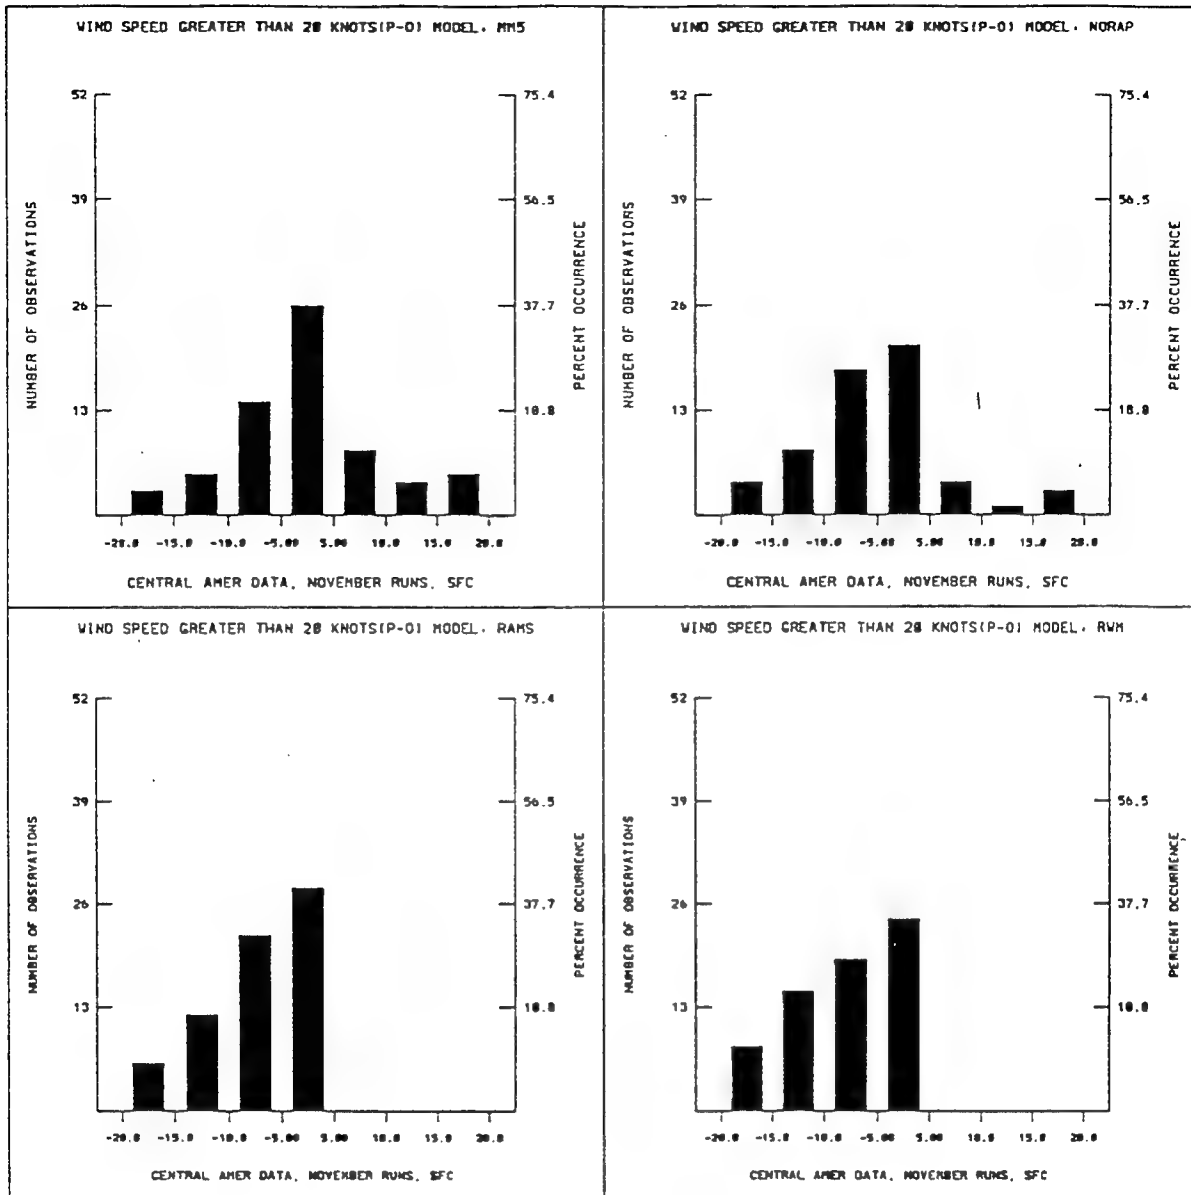 WIND SPEED GREATER THAN 20 KNOTS(P-O) MODEL. MM5
52
39
26
13
75.4
56.5
37.7
18.8
NUMBER OF OBSERVATIONS
PERCENT OCCURRENCE
-20.0 -15.0 -10.0 -5.00 5.00 10.0 15.0 20.0
CENTRAL AMER DATA, NOVEMBER RUNS, SFC
WIND SPEED GREATER THAN 20 KNOTS(P-O) MODEL. NORAP
52
39
26
13
75.4
56.5
37.7
18.8
NUMBER OF OBSERVATIONS
PERCENT OCCURRENCE
-20.0 -15.0 -10.0 -5.00 5.00 10.0 15.0 20.0
CENTRAL AMER DATA, NOVEMBER RUNS, SFC
WIND SPEED GREATER THAN 20 KNOTS(P-O) MODEL. RAMS
52
39
26
13
75.4
56.5
37.7
18.8
NUMBER OF OBSERVATIONS
PERCENT OCCURRENCE
-20.0 -15.0 -10.0 -5.00 5.00 10.0 15.0 20.0
CENTRAL AMER DATA, NOVEMBER RUNS, SFC
WIND SPEED GREATER THAN 20 KNOTS(P-O) MODEL. RWM
52
39
26
13
75.4
56.5
37.7
18.8
NUMBER OF OBSERVATIONS
PERCENT OCCURRENCE
-20.0 -15.0 -10.0 -5.00 5.00 10.0 15.0 20.0
CENTRAL AMER DATA, NOVEMBER RUNS, SFC